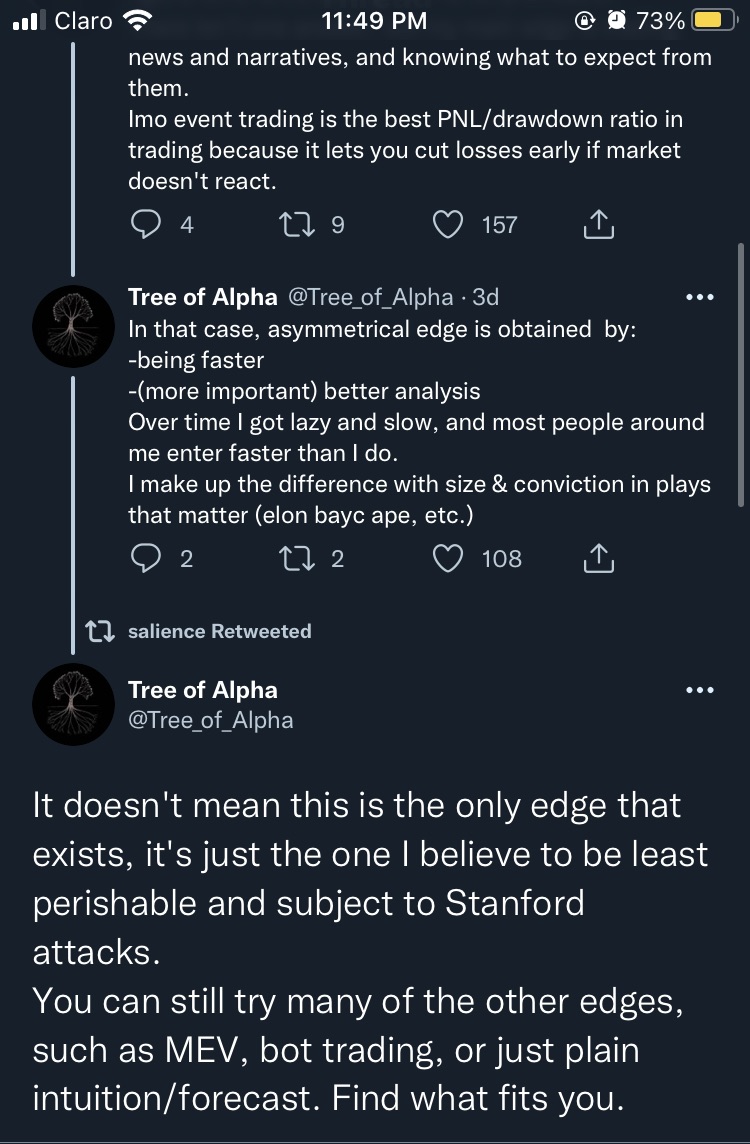 Claro 11:49 PM 73%
news and narratives, and knowing what to expect from
them.
Imo event trading is the best PNL/drawdown ratio in
trading because it lets you cut losses early if market
doesn't react.
4 9 157
Tree of Alpha @Tree_of_Alpha · 3d
In that case, asymmetrical edge is obtained  by:
-being faster
-(more important) better analysis
Over time I got lazy and slow, and most people around
me enter faster than I do.
I make up the difference with size & conviction in plays
that matter (elon bayc ape, etc.)
2 2 108
salience Retweeted
Tree of Alpha
@Tree_of_Alpha
It doesn't mean this is the only edge that
exists, it's just the one I believe to be least
perishable and subject to Stanford
attacks.
You can still try many of the other edges,
such as MEV, bot trading, or just plain
intuition/forecast. Find what fits you.